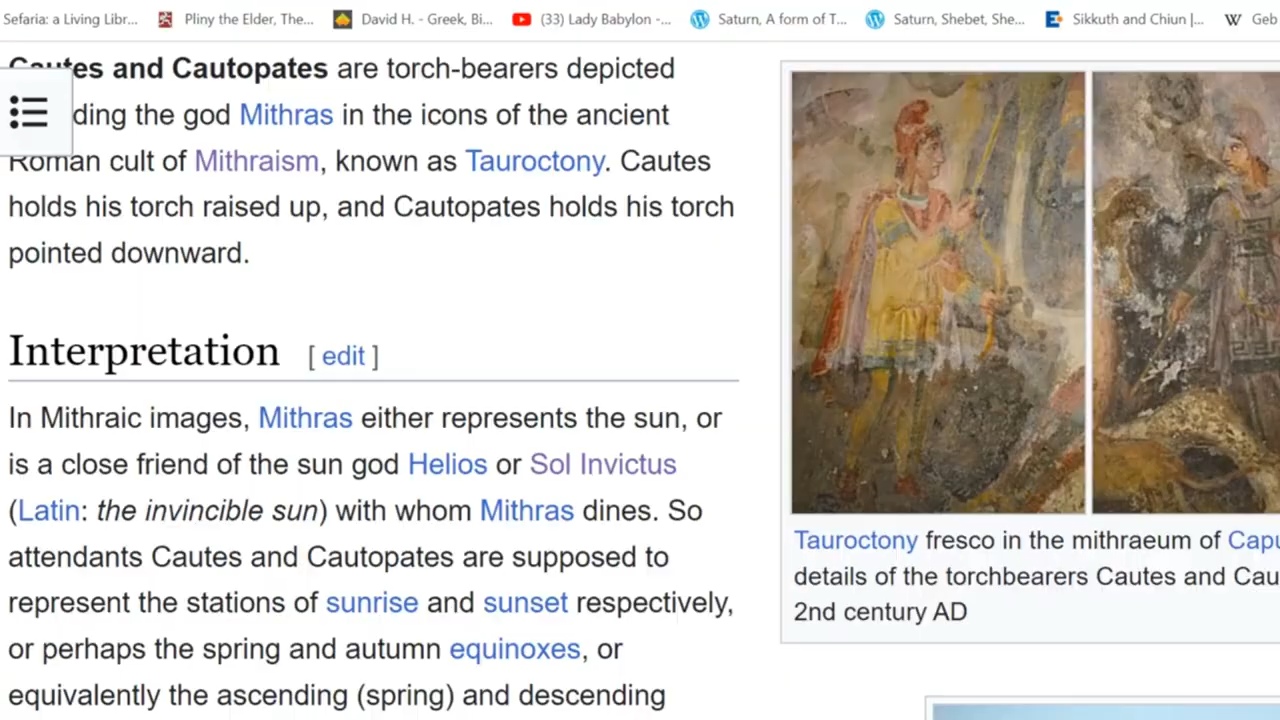 Sefaria: a Living Libr...
Pliny the Elder, The...
David H. - Greek, Bi...
(33) Lady Babylon -...
Saturn, A form of T...
Saturn, Shebet, She...
Sikkuth and Chiun |...
Geb
Cautes and Cautopates are torch-bearers depicted
ding the god Mithras in the icons of the ancient
Roman cult of Mithraism, known as Tauroctony. Cautes
holds his torch raised up, and Cautopates holds his torch
pointed downward.
Interpretation [ edit ]
In Mithraic images, Mithras either represents the sun, or
is a close friend of the sun god Helios or Sol Invictus
(Latin: the invincible sun) with whom Mithras dines. So
attendants Cautes and Cautopates are supposed to
represent the stations of sunrise and sunset respectively,
or perhaps the spring and autumn equinoxes, or
equivalently the ascending (spring) and descending
Tauroctony fresco in the mithraeum of Capu
details of the torchbearers Cautes and Cau
2nd century AD